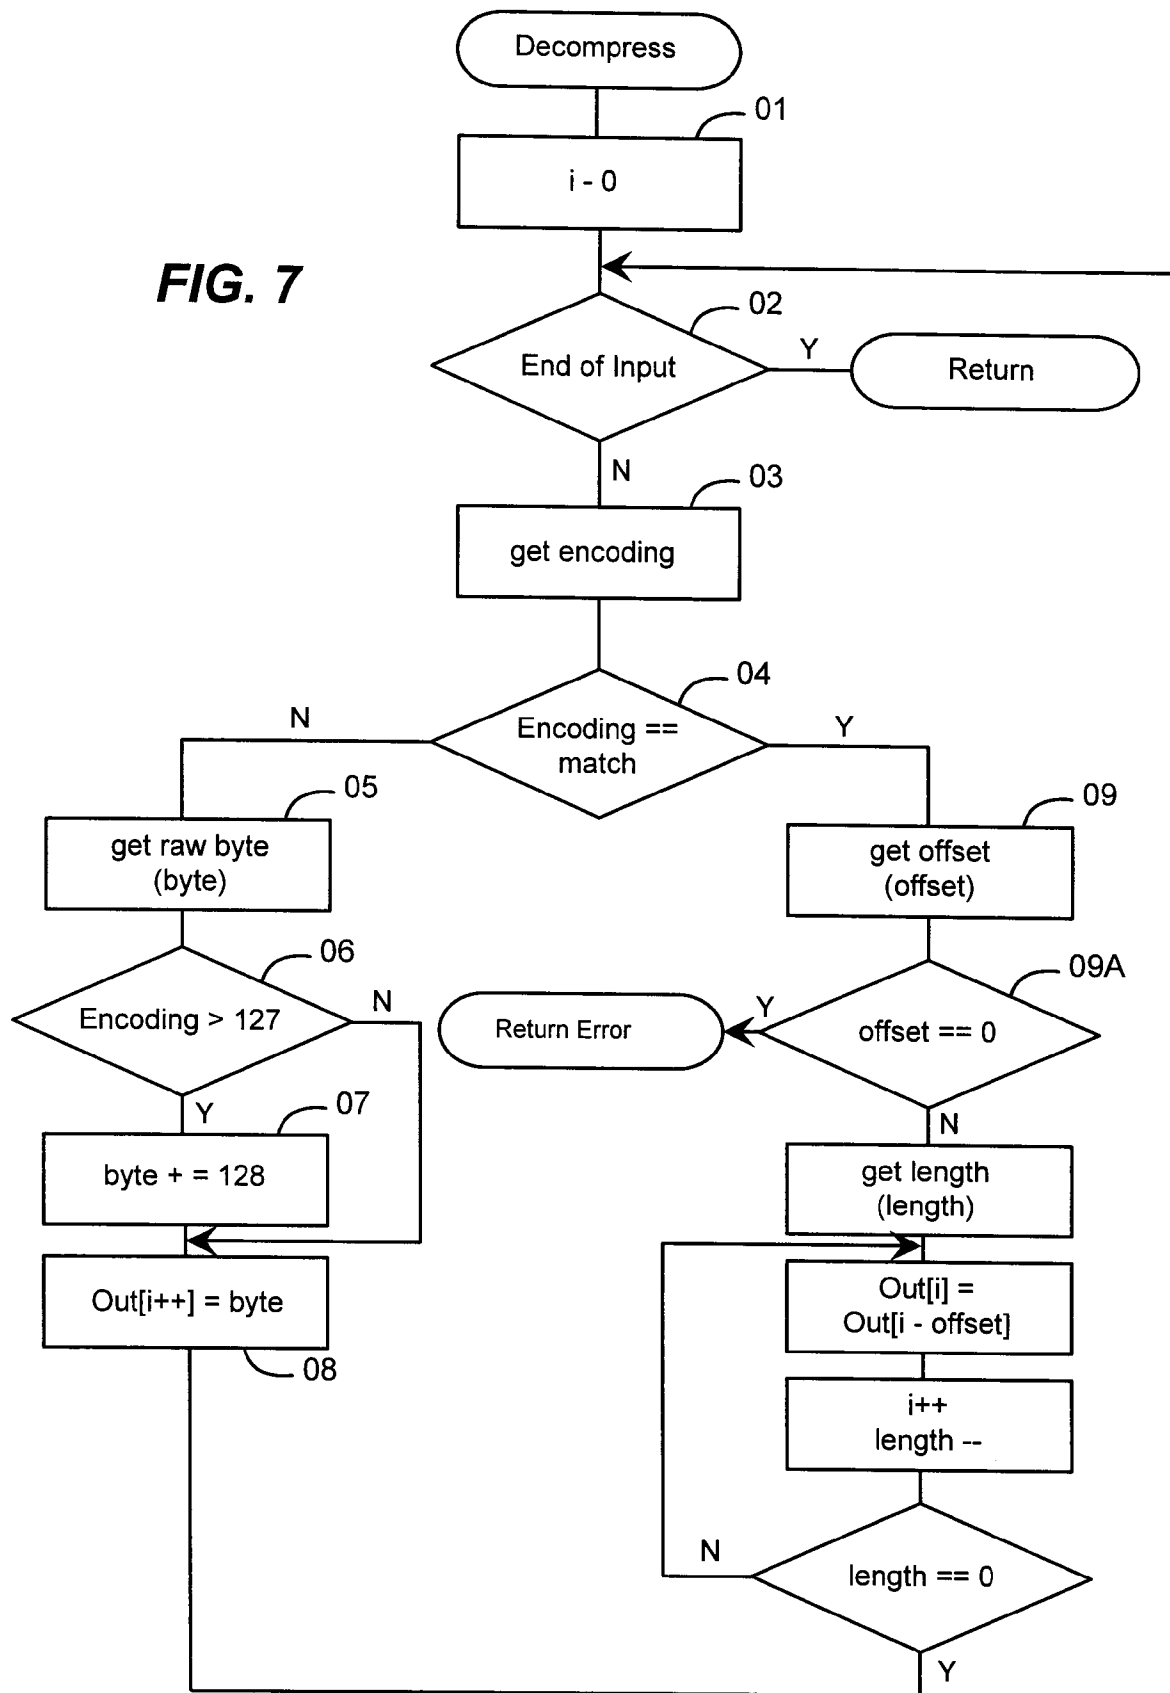 Decompress
01
i - 0
FIG. 7
02
End of Input
Y
Return
N
03
get encoding
04
Encoding ==
match
N
Y
05
get raw byte
(byte)
09
get offset
(offset)
06
Encoding > 127
N
09A
offset == 0
Y
Return Error
Y
07
byte + = 128
N
get length
(length)
Out[i++] = byte
08
Out[i] =
Out[i - offset]
i++
length --
N
length == 0
Y